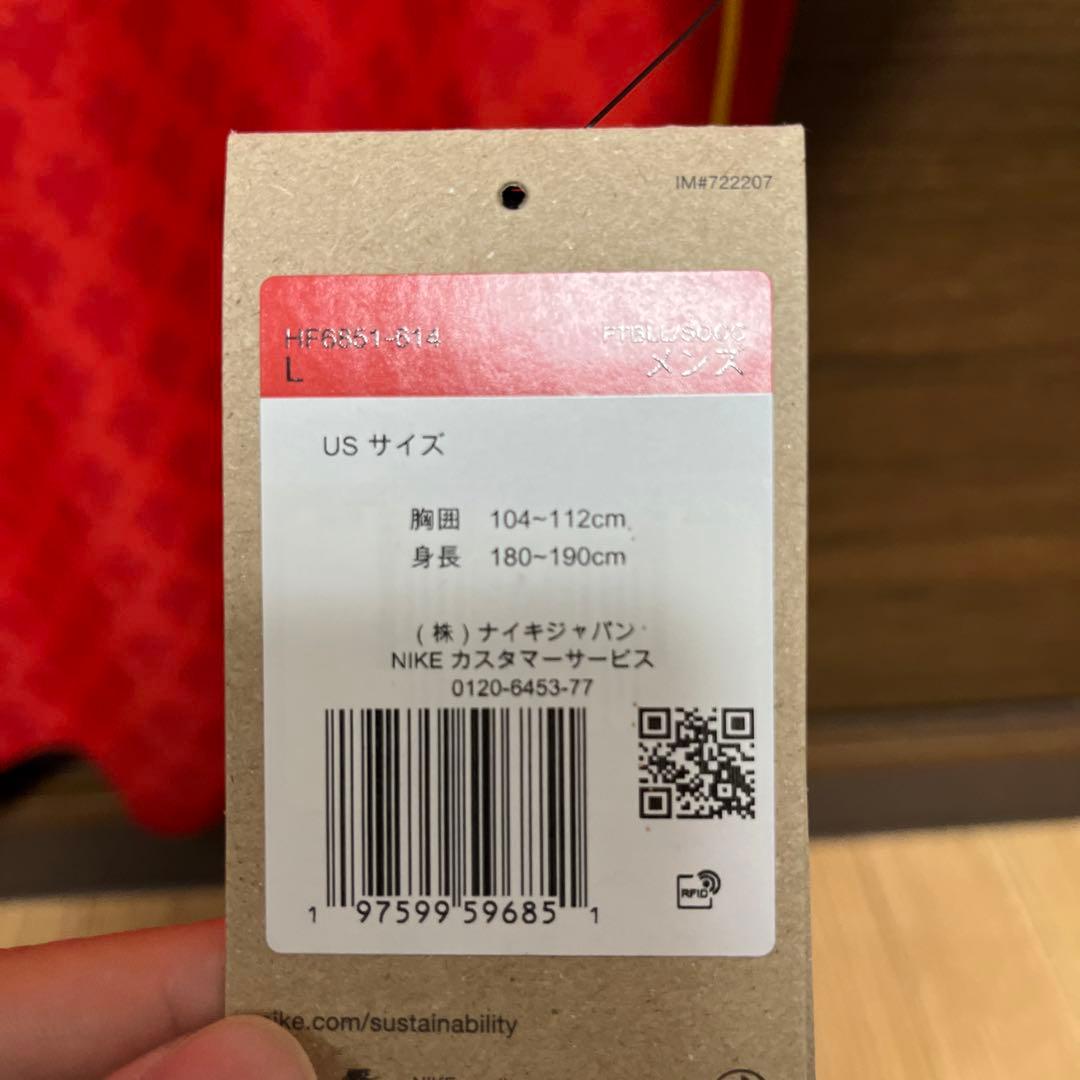 IM#722207
HF6851-614 FTBLL/SOCC
L メンズ
US サイズ
胸囲 104~112cm
身長 180~190cm
(株)ナイキジャパン
NIKE カスタマーサービス
0120-6453-77
1 97599 59685 1
RFID
nike.com/sustainability
NIKE